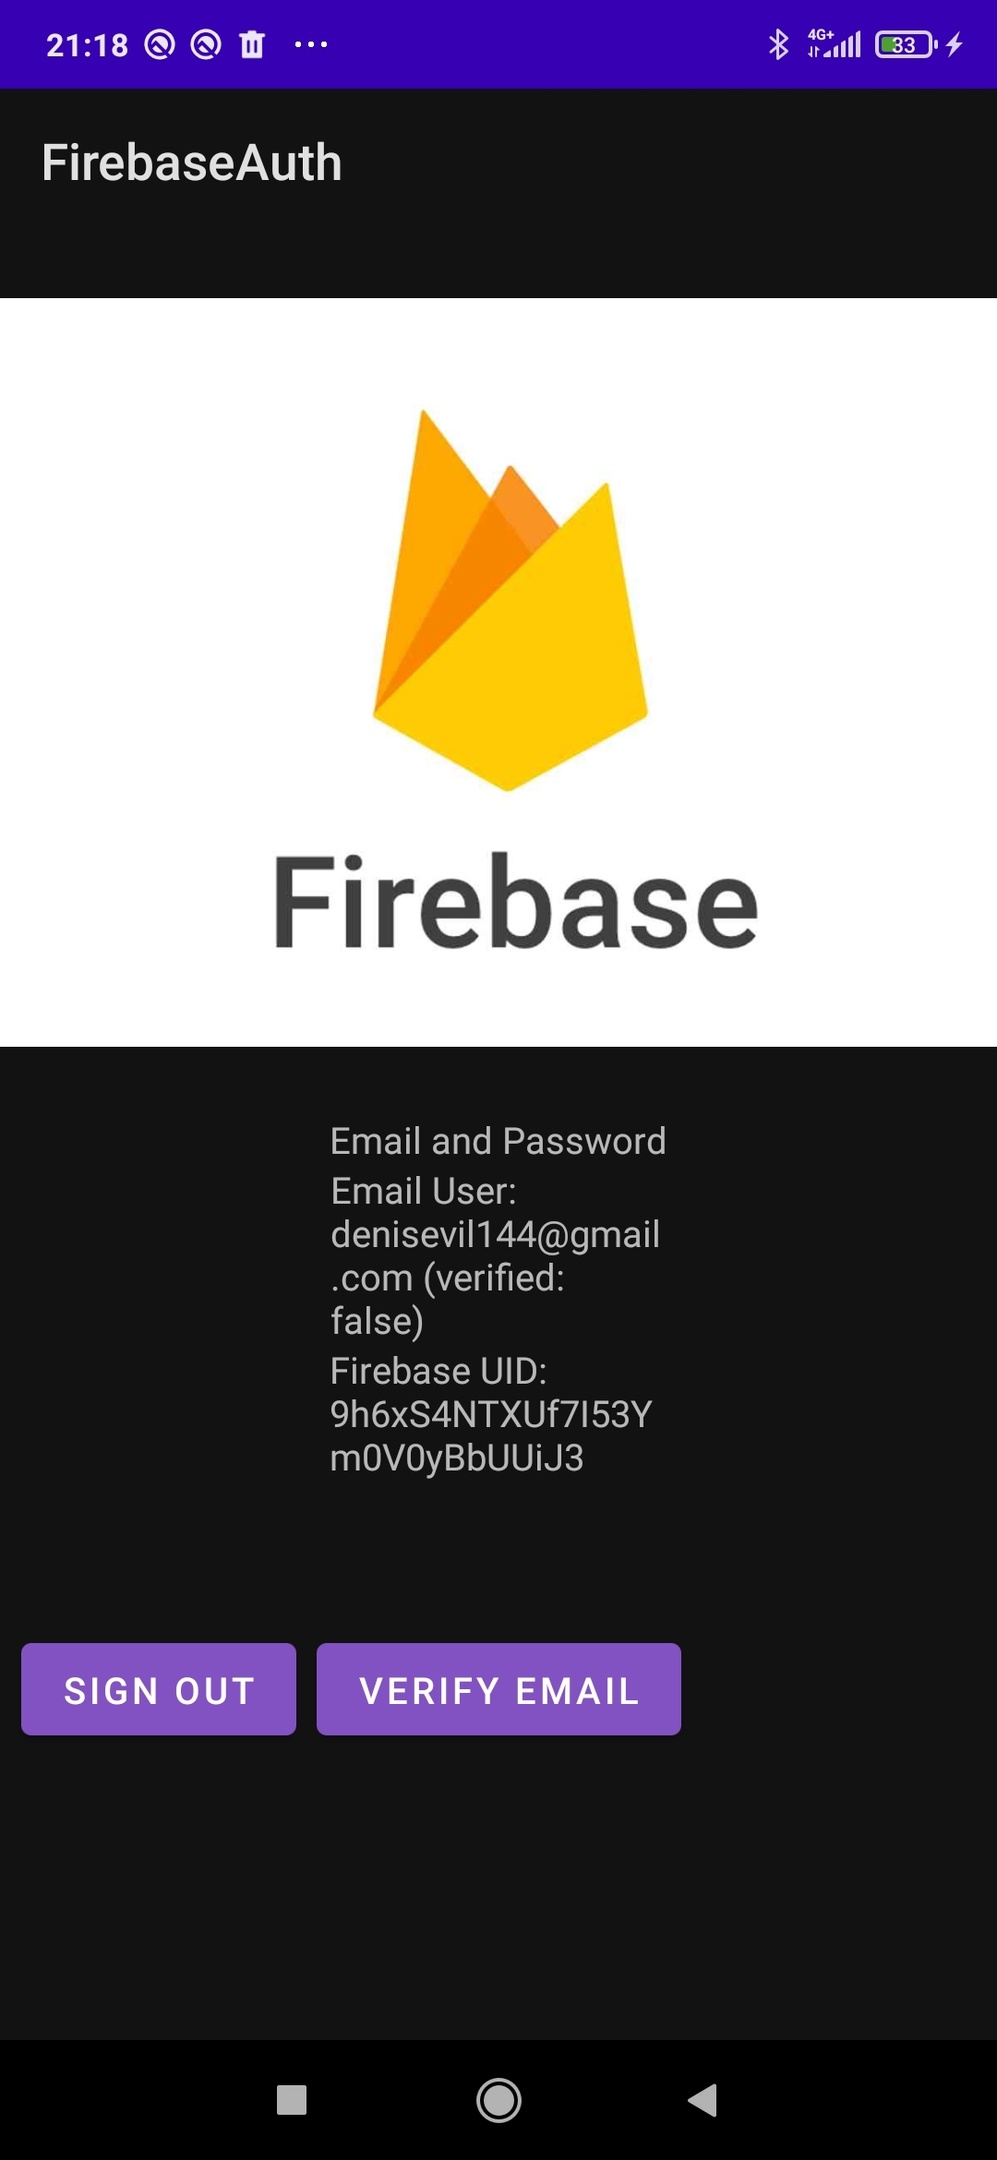 21:18
4G+
33
FirebaseAuth
Firebase
Email and Password
Email User:
denisevil144@gmail
.com (verified:
false)
Firebase UID:
9h6xS4NTXUf7I53Y
m0V0yBbUUiJ3
SIGN OUT
VERIFY EMAIL